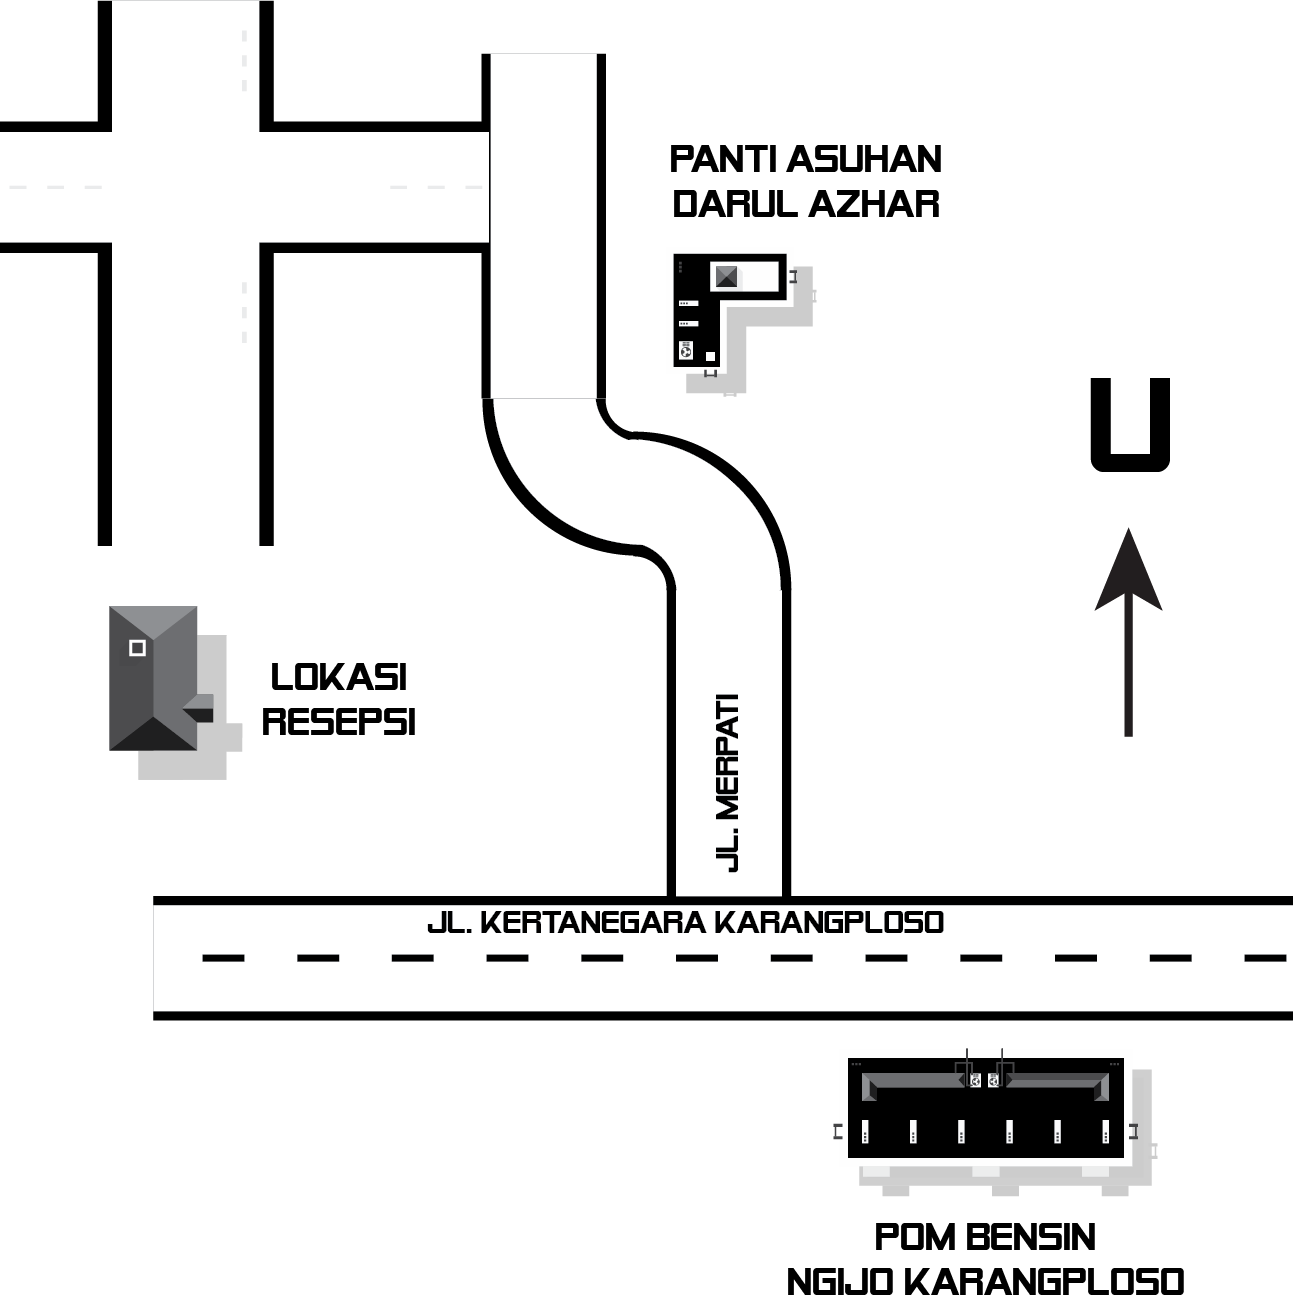 PANTI ASUHAN
DARUL AZHAR
U
LOKASI
RESEPSI
JL. MERPATI
JL. KERTANEGARA KARANGPLOSO
POM BENSIN
NGIJO KARANGPLOSO